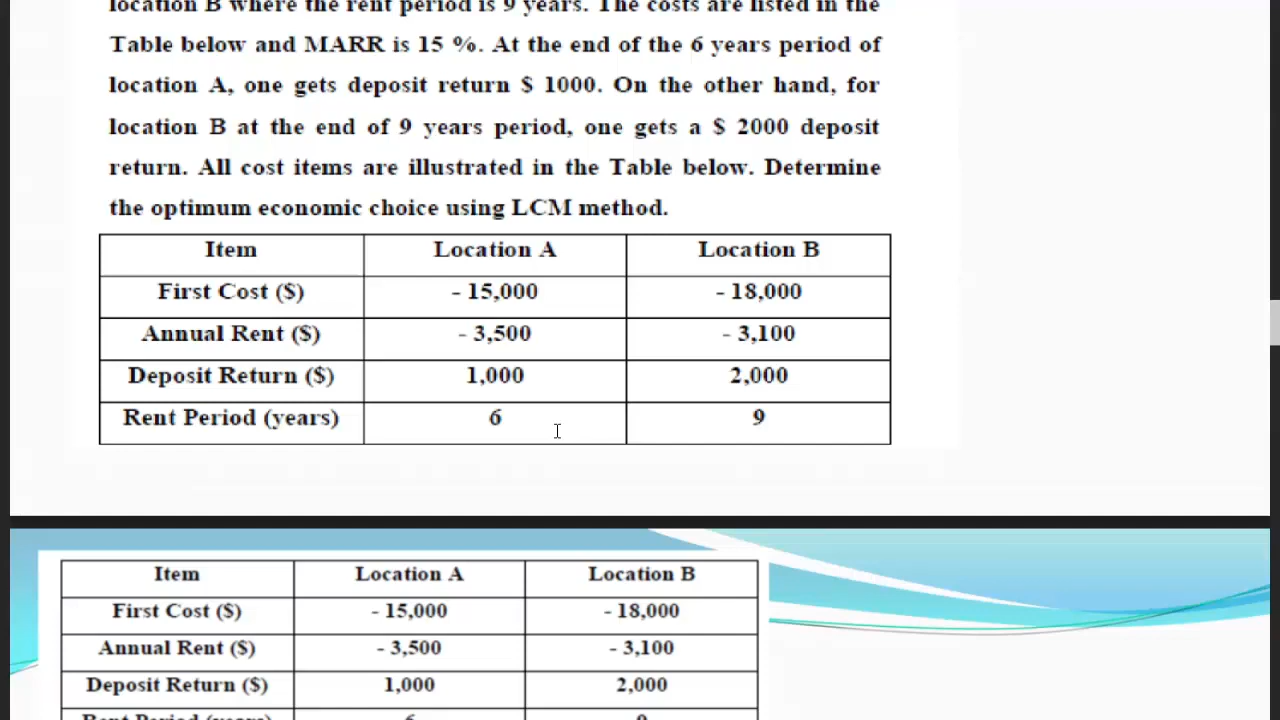 location B where the rent period is 9 years. The costs are listed in the
Table below and MARR is 15 %. At the end of the 6 years period of
location A, one gets deposit return $ 1000. On the other hand, for
location B at the end of 9 years period, one gets a $ 2000 deposit
return. All cost items are illustrated in the Table below. Determine
the optimum economic choice using LCM method.
Item Location A Location B
First Cost ($) - 15,000 - 18,000
Annual Rent ($) - 3,500 - 3,100
Deposit Return ($) 1,000 2,000
Rent Period (years) 6 9
Item Location A Location B
First Cost ($) - 15,000 - 18,000
Annual Rent ($) - 3,500 - 3,100
Deposit Return ($) 1,000 2,000
Rent Period (years) 6 9